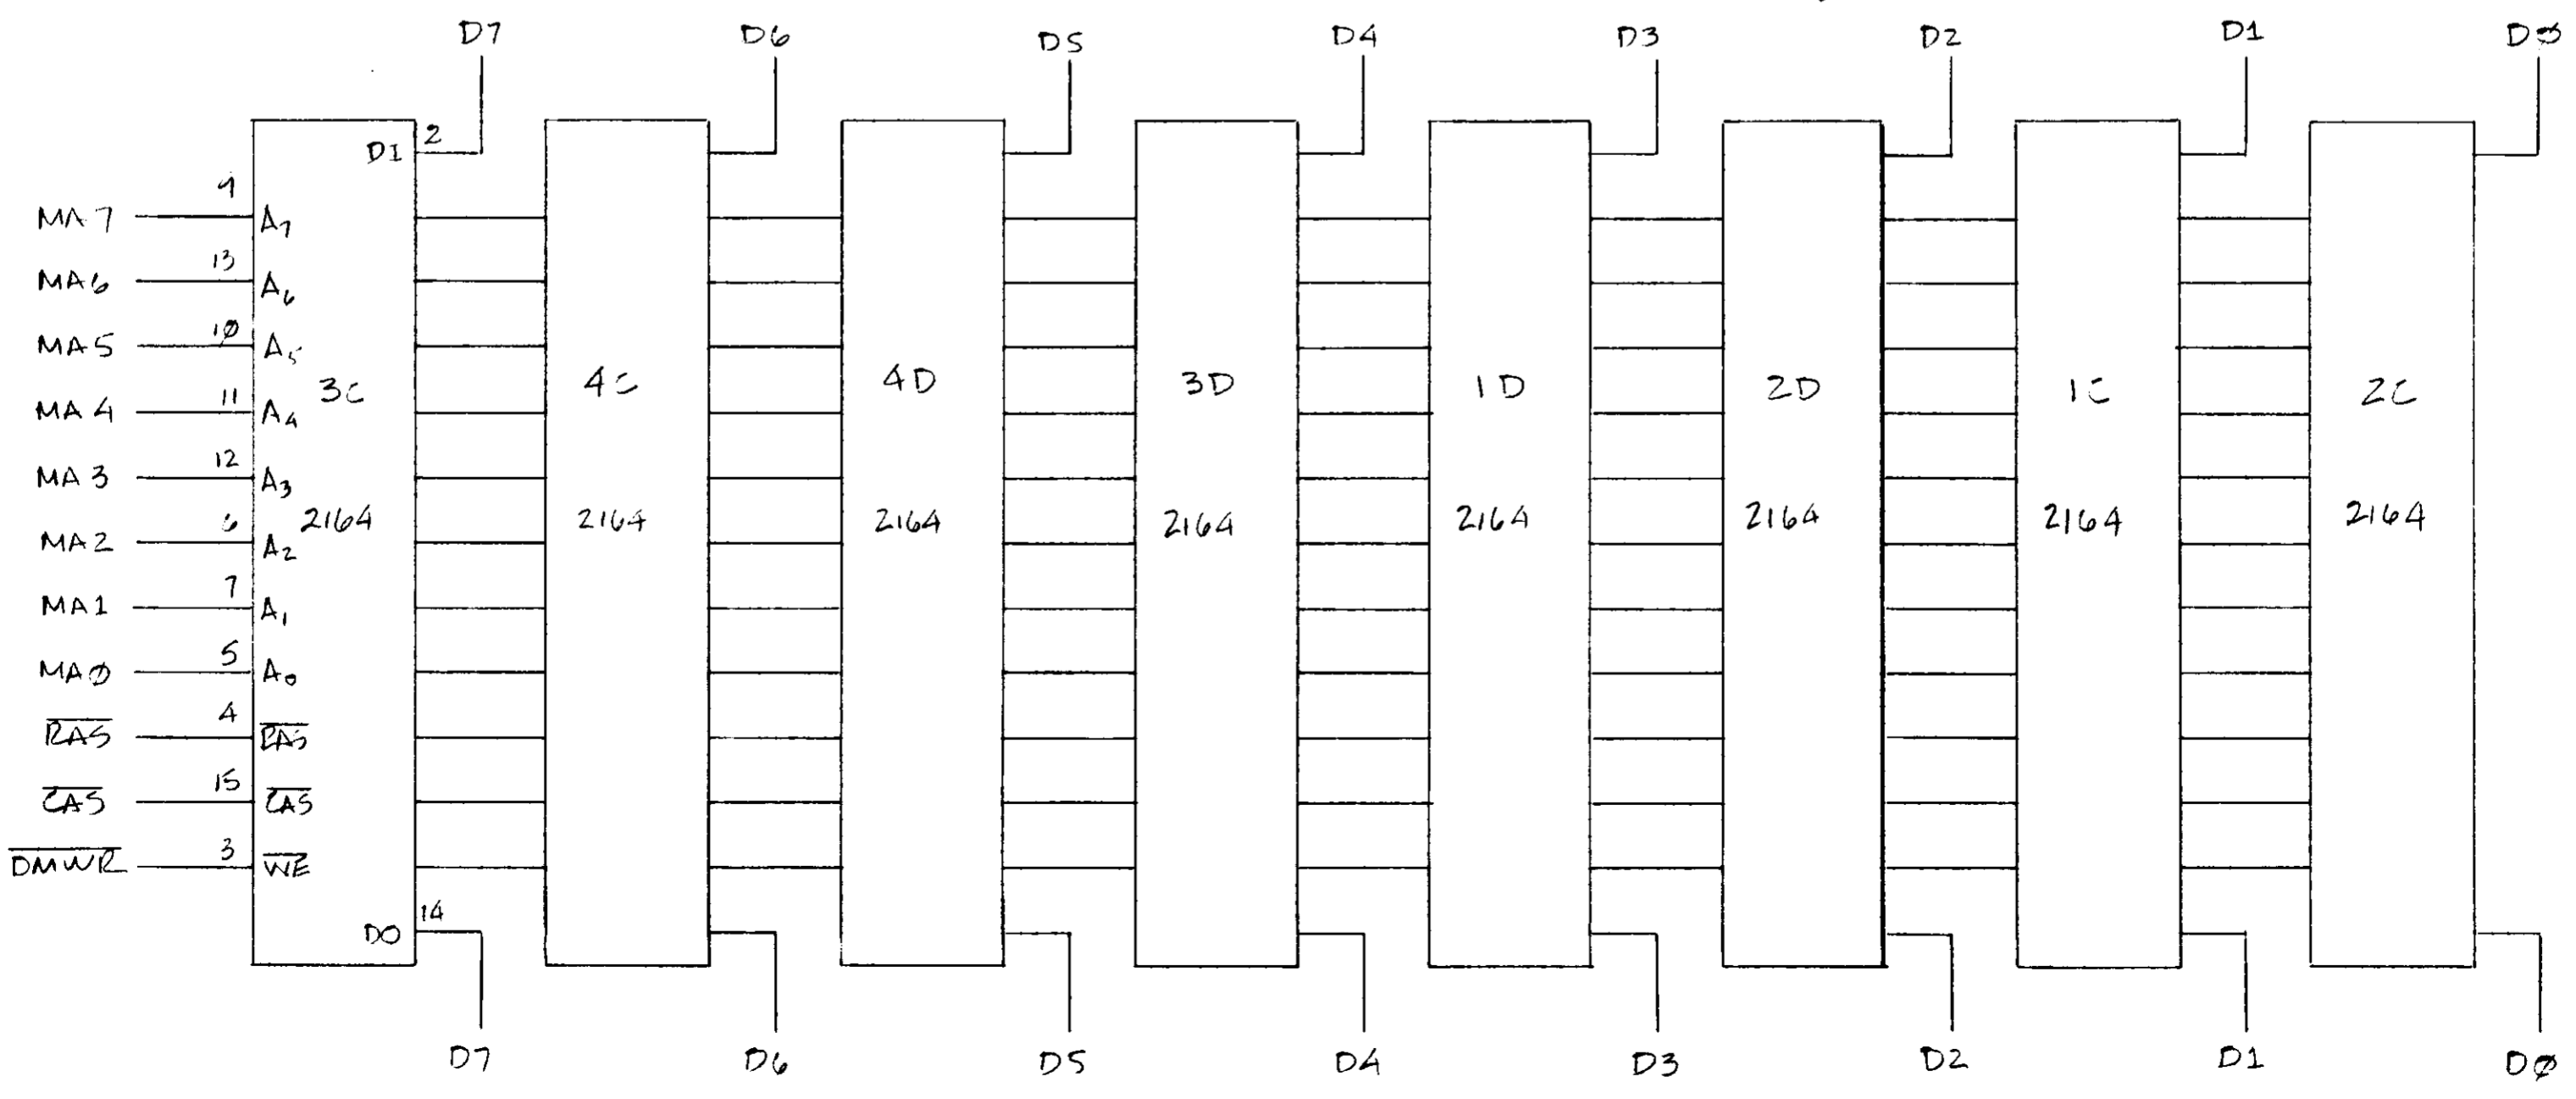 D7 D6 D5 D4 D3 D2 D1 DØ
DI 2
MA7 9 A7
MA6 13 A6
MA5 1Ø A5
MA4 11 A4
3C 4C 4D 3D 1D 2D 1C 2C
MA3 12 A3
2164 2164 2164 2164 2164 2164 2164 2164
MA2 6 A2
MA1 7 A1
MAØ 5 A0
RAS 4 RAS
CAS 15 CAS
DMWR 3 WE
DO 14
D7 D6 D5 D4 D3 D2 D1 DØ